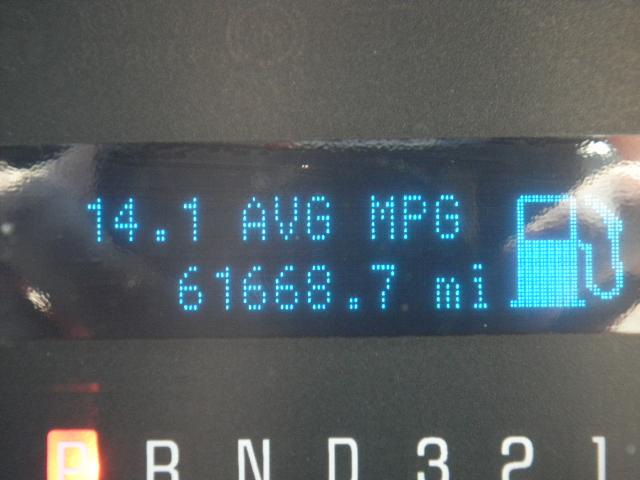 14.1 AVG MPG
61668.7 mi
P R N D 3 2 1